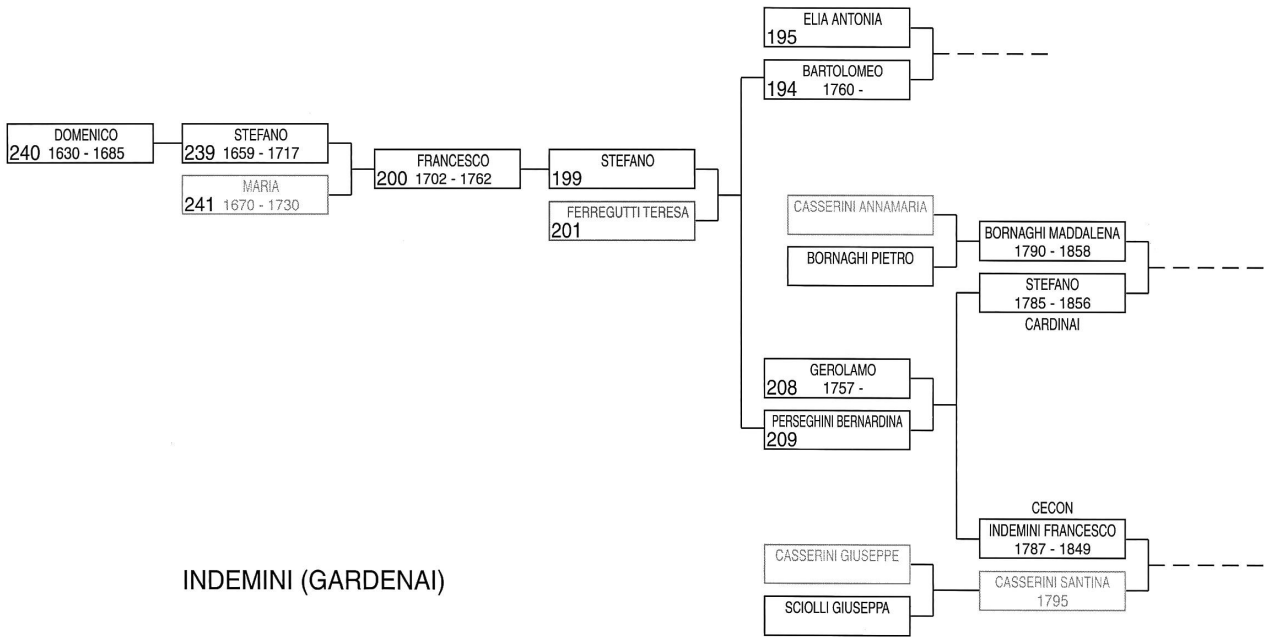 ELIA ANTONIA
195
BARTOLOMEO
194 1760 -
DOMENICO
240 1630 - 1685
STEFANO
239 1659 - 1717
MARIA
241 1670 - 1730
FRANCESCO
200 1702 - 1762
STEFANO
199
FERREGUTTI TERESA
201
CASSERINI ANNAMARIA
BORNAGHI PIETRO
BORNAGHI MADDALENA
1790 - 1858
STEFANO
1785 - 1856
CARDINAI
GEROLAMO
208 1757 -
PERSEGHINI BERNARDINA
209
CECON
INDEMINI FRANCESCO
1787 - 1849
CASSERINI GIUSEPPE
SCIOLLI GIUSEPPA
CASSERINI SANTINA
1795
INDEMINI (GARDENAI)